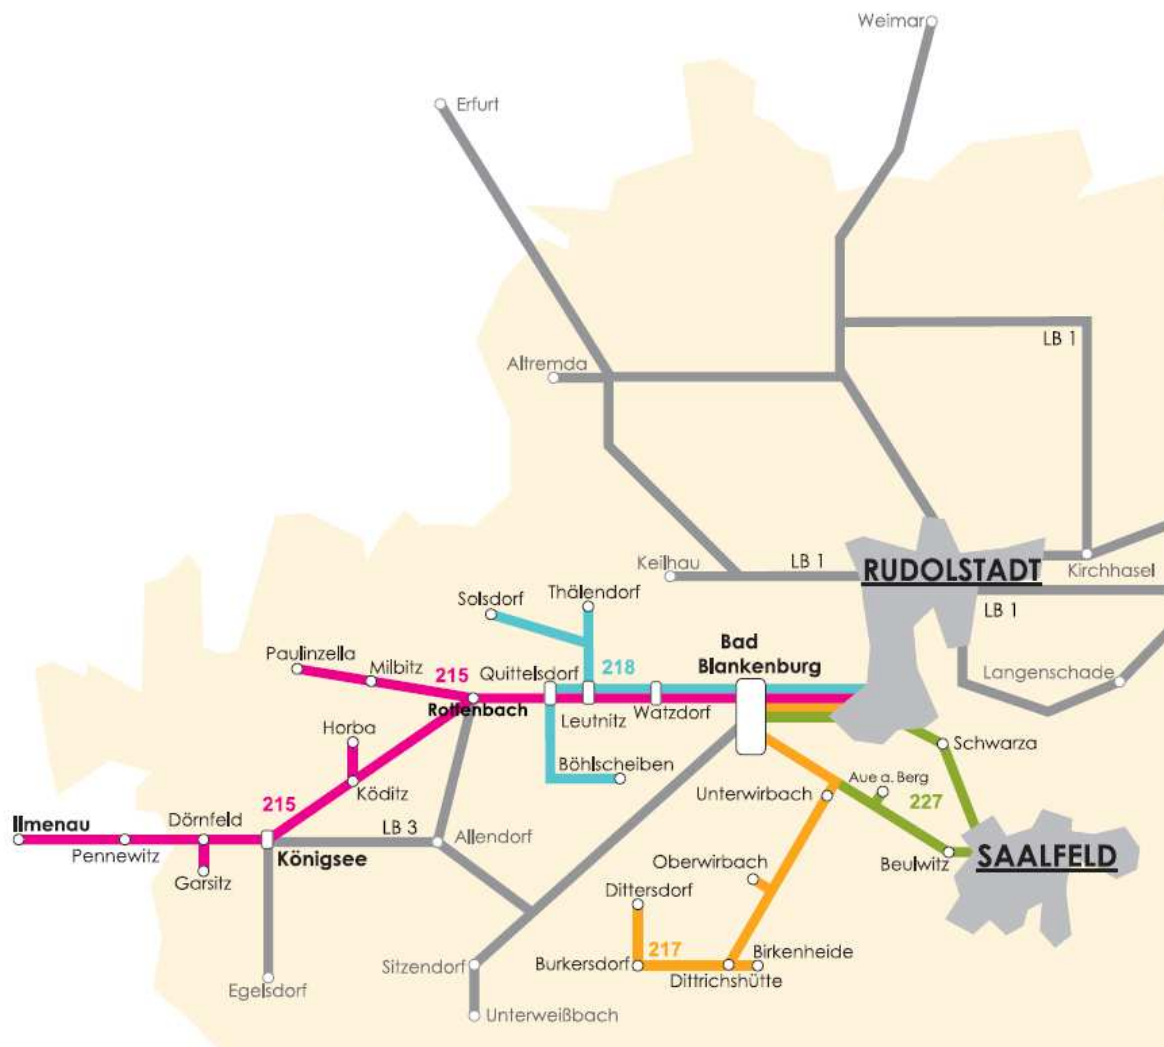 Weimar
Erfurt
LB 1
Altremda
Keilhau
LB 1
RUDOLSTADT
Kirchhasel
LB 1
Solsdorf
Thälendorf
Bad
Blankenburg
Paulinzella
Milbitz
215
Quittelsdorf
218
Langenschade
Rottenbach
Leutnitz
Watzdorf
Horba
Schwarza
Böhlscheiben
Köditz
Unterwirbach
Aue a. Berg
227
215
Ilmenau
Dörnfeld
LB 3
Allendorf
Pennewitz
Königsee
Beulwitz
SAALFELD
Garsitz
Oberwirbach
Dittersdorf
217
Birkenheide
Sitzendorf
Burkersdorf
Dittrichshütte
Egelsdorf
Unterweißbach